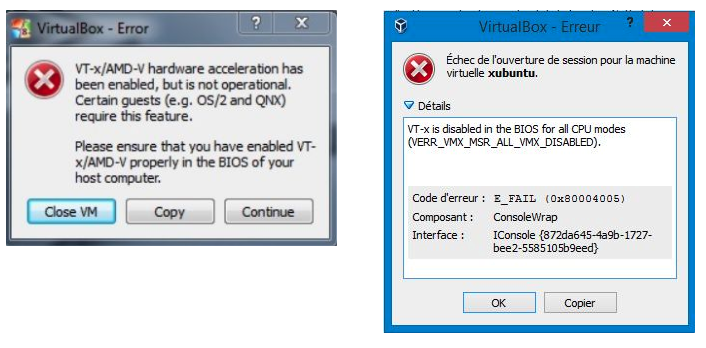 VirtualBox - Error
VT-x/AMD-V hardware acceleration has
been enabled, but is not operational.
Certain guests (e.g. OS/2 and QNX)
require this feature.
Please ensure that you have enabled VT-
x/AMD-V properly in the BIOS of your
host computer.
Close VM
Copy
Continue
VirtualBox - Erreur
Échec de l'ouverture de session pour la machine
virtuelle xubuntu.
Détails
VT-x is disabled in the BIOS for all CPU modes
(VERR_VMX_MSR_ALL_VMX_DISABLED).
Code d'erreur : E_FAIL (0x80004005)
Composant : ConsoleWrap
Interface : IConsole {872da645-4a9b-1727-
bee2-5585105b9eed}
OK
Copier